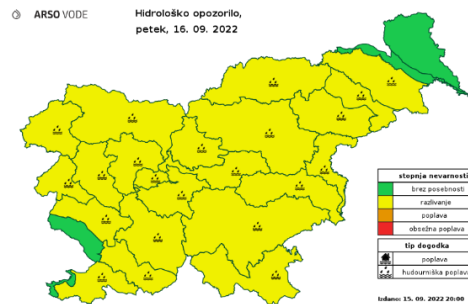 ARSO VODE
Hidrološko opozorilo,
petek, 16. 09. 2022
stopnja nevarnosti
brez posebnosti
razlivanje
poplava
obsežna poplava
tip dogodka
poplava
hudourniška poplava
Izdano: 15. 09. 2022 20:00